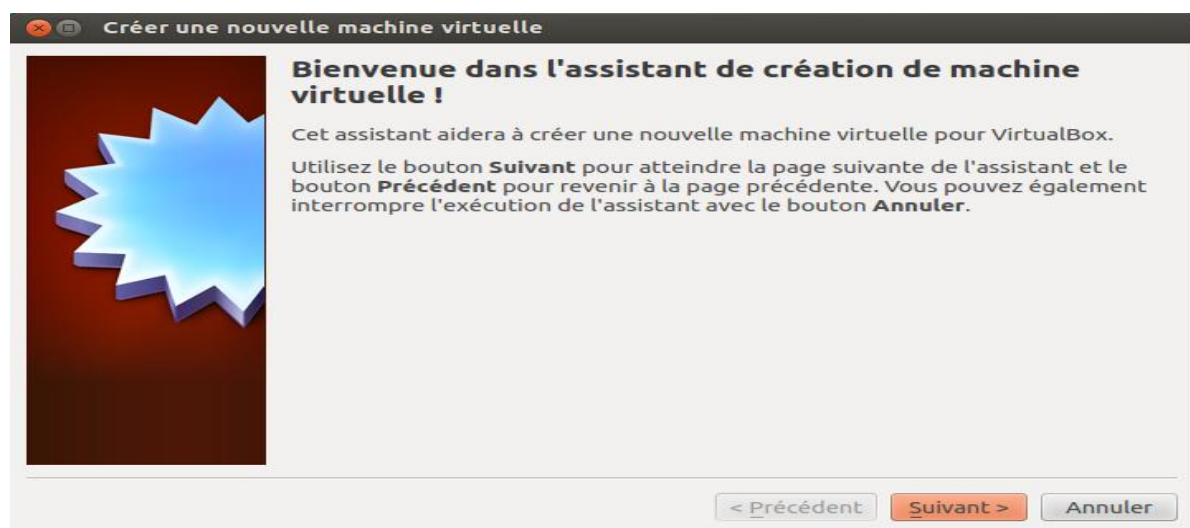 Créer une nouvelle machine virtuelle
Bienvenue dans l'assistant de création de machine
virtuelle !
Cet assistant aidera à créer une nouvelle machine virtuelle pour VirtualBox.
Utilisez le bouton Suivant pour atteindre la page suivante de l'assistant et le
bouton Précédent pour revenir à la page précédente. Vous pouvez également
interrompre l'exécution de l'assistant avec le bouton Annuler.
< Précédent Suivant > Annuler